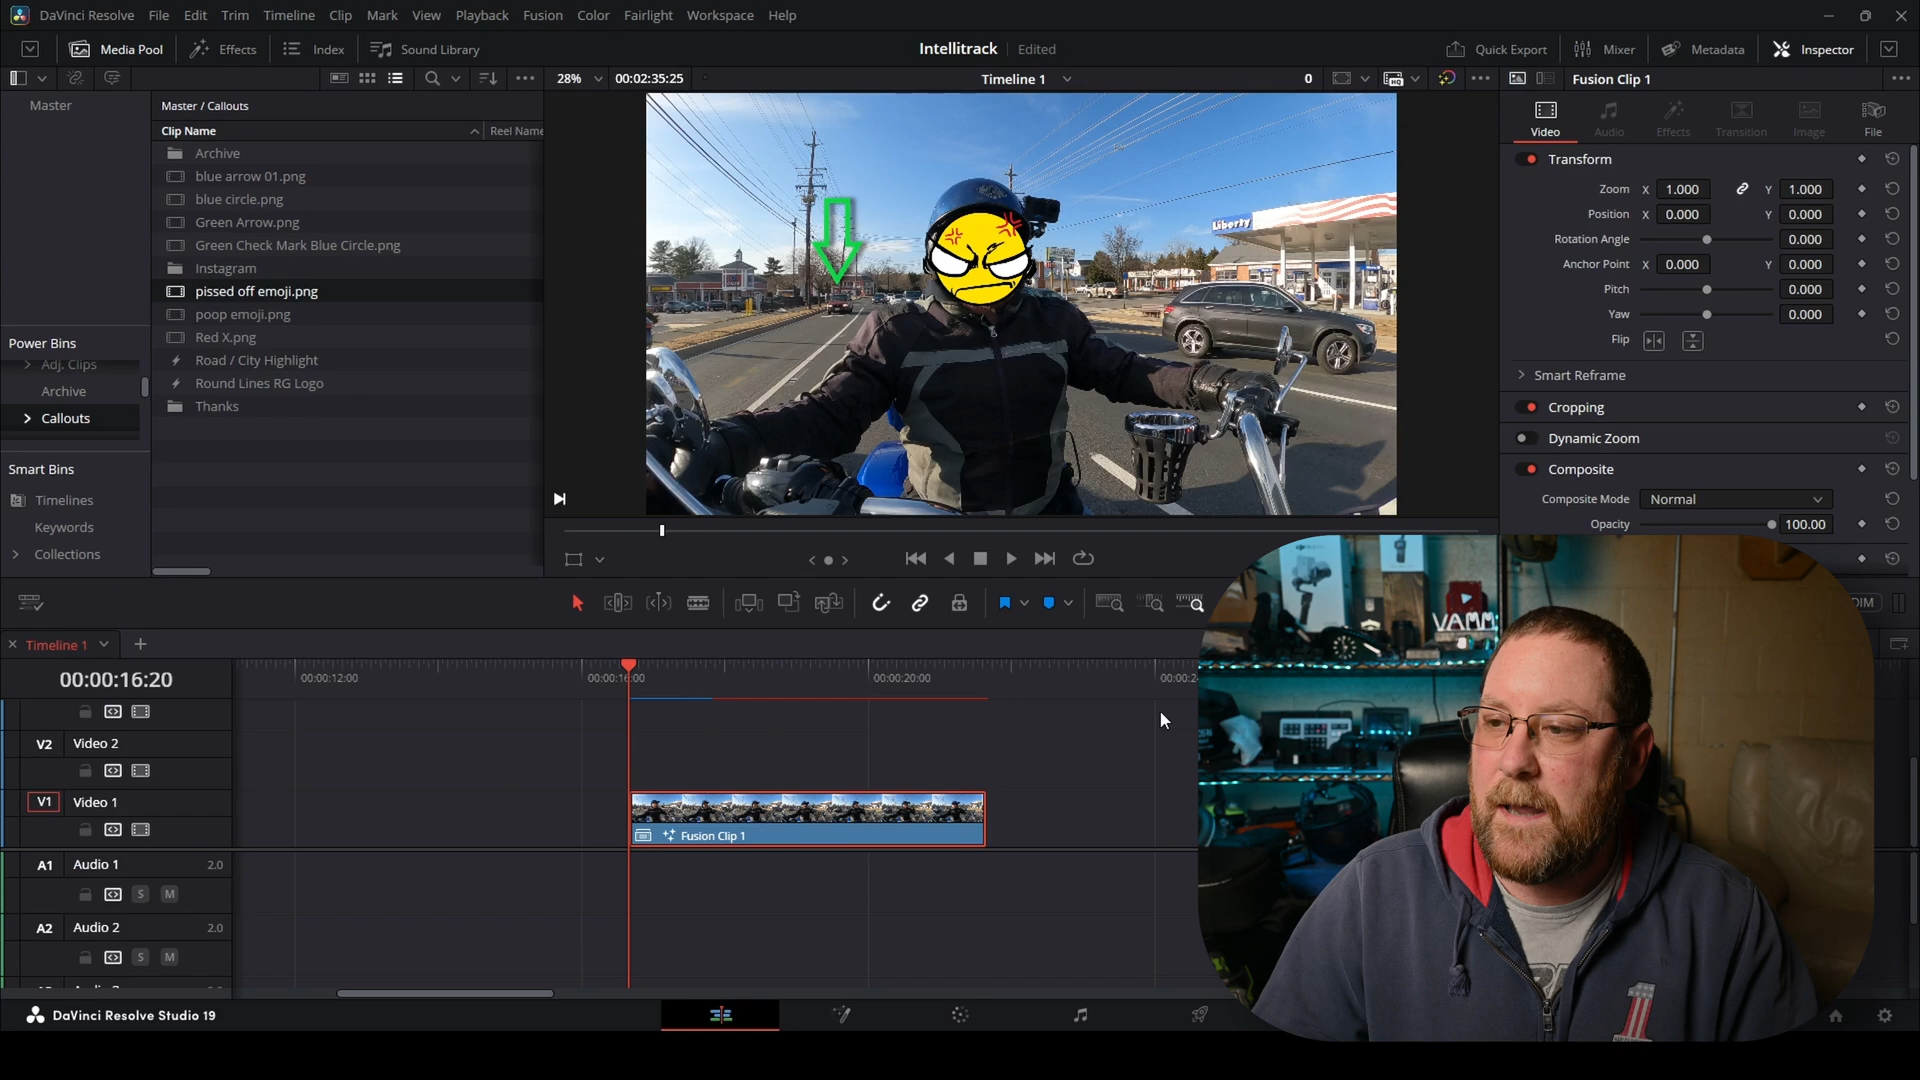 DaVinci Resolve File Edit Trim Timeline Clip Mark View Playback Fusion Color Fairlight Workspace Help
Media Pool Effects Index Sound Library Intellitrack Edited Quick Export Mixer Metadata Inspector
28% 00:02:35:25 Timeline 1 0 Fusion Clip 1
Master
Master / Callouts
Clip Name Reel Name
Archive
blue arrow 01.png
blue circle.png
Green Arrow.png
Green Check Mark Blue Circle.png
Instagram
pissed off emoji.png
poop emoji.png
Red X.png
Road / City Highlight
Round Lines RG Logo
Thanks
Power Bins
Adj. Clips
Archive
Callouts
Smart Bins
Timelines
Keywords
Collections
Liberty
Video Audio Effects Transition Image File
Transform
Zoom X 1.000 Y 1.000
Position X 0.000 Y 0.000
Rotation Angle 0.000
Anchor Point X 0.000 Y 0.000
Pitch 0.000
Yaw 0.000
Flip
Smart Reframe
Cropping
Dynamic Zoom
Composite
Composite Mode Normal
Opacity 100.00
DIM
Timeline 1
00:00:16:20
00:00:12:00 00:00:16:00 00:00:20:00 00:00:24
V2 Video 2
V1 Video 1
Fusion Clip 1
A1 Audio 1 2.0
S M
A2 Audio 2 2.0
S M
VAMM
1
DaVinci Resolve Studio 19